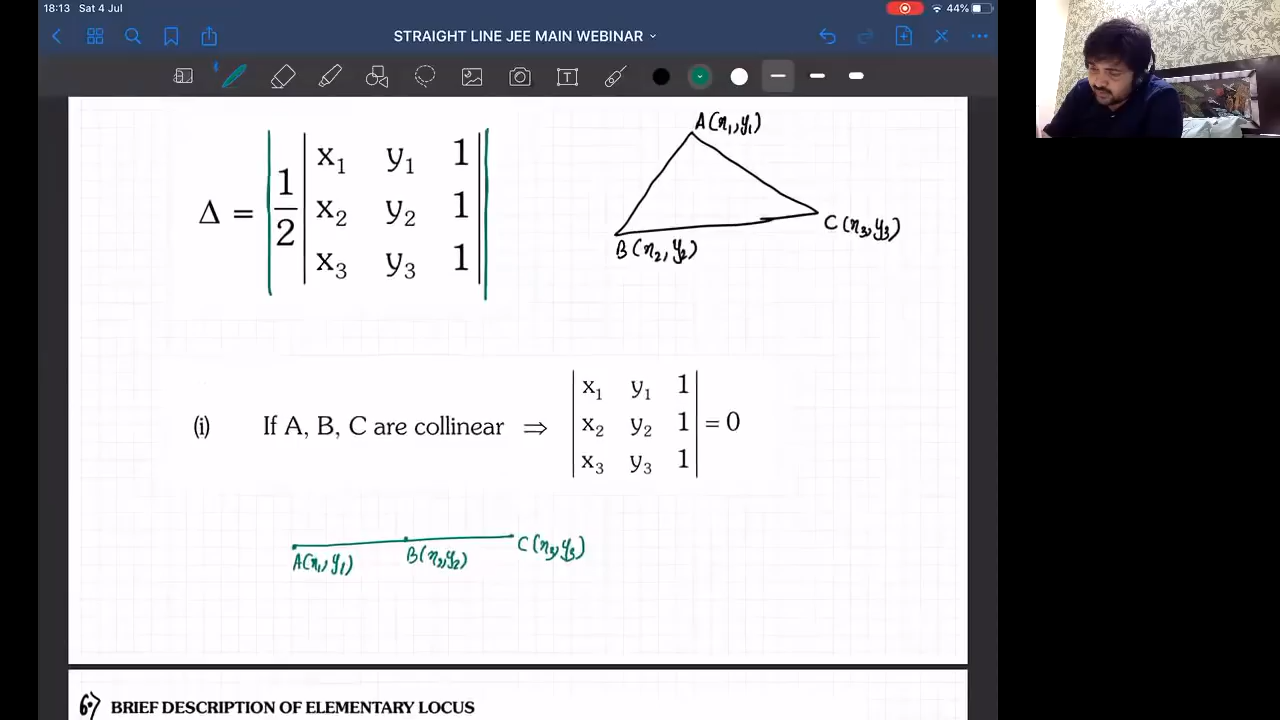 18:13 Sat 4 Jul 44%
STRAIGHT LINE JEE MAIN WEBINAR
A(x₁,y₁)
Δ = | 1/2 | x₁ y₁ 1 | |
x₂ y₂ 1
x₃ y₃ 1
C(x₃,y₃)
B(x₂,y₂)
(i) If A, B, C are collinear ⇒ | x₁ y₁ 1 | = 0
x₂ y₂ 1
x₃ y₃ 1
A(x₁,y₁) B(x₂,y₂) C(x₃,y₃)
6.7 BRIEF DESCRIPTION OF ELEMENTARY LOCUS